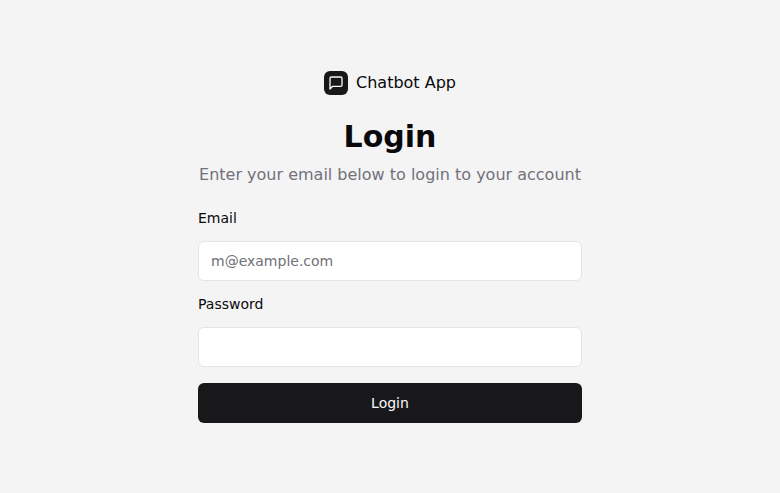 Chatbot App
Login
Enter your email below to login to your account
Email
m@example.com
Password
Login